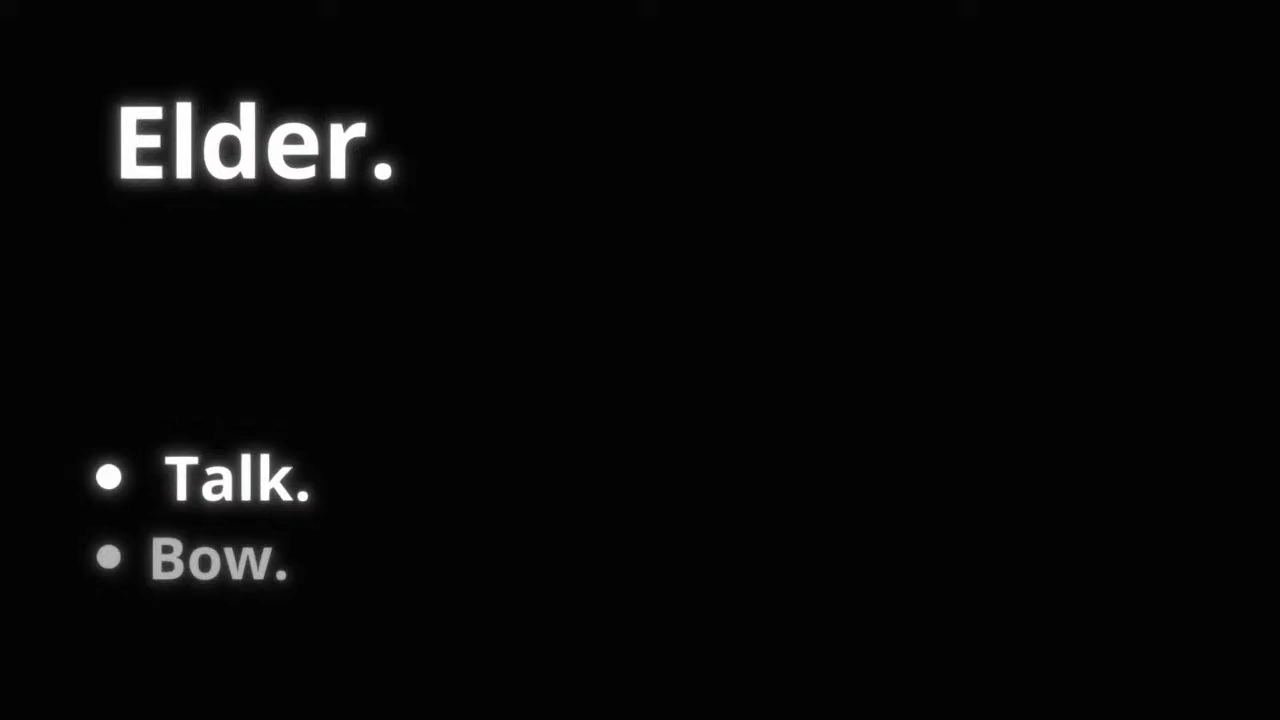 Elder.
• Talk.
• Bow.